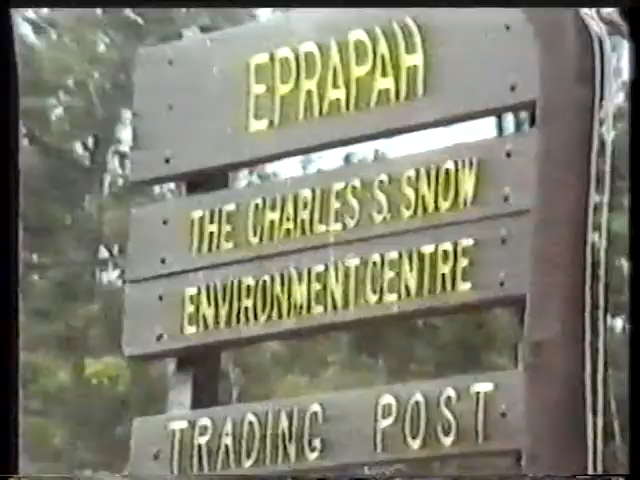 EPRAPAH
THE CHARLES S. SNOW
ENVIRONMENT CENTRE
TRADING POST